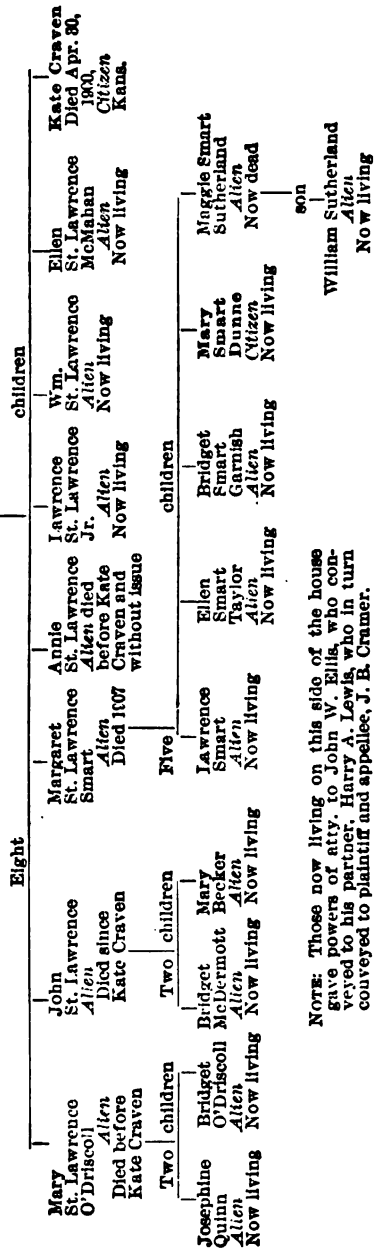 Eight children
Mary
St. Lawrence
O'Driscoll
Alien
Died before
Kate Craven
John
St. Lawrence
Alien
Died since
Kate Craven
Margaret
St. Lawrence
Smart
Alien
Died 1907
Annie
St. Lawrence
Alien died
before Kate
Craven and
without issue
Lawrence
St. Lawrence
Jr.
Alien
Now living
Wm.
St. Lawrence
Alien
Now living
Ellen
St. Lawrence
McMahan
Alien
Now living
Kate Craven
Died Apr. 30,
1900,
Citizen
Kans.
Two children
Two children
Five children
Josephine
Quinn
Alien
Now living
Bridget
O'Driscoll
Alien
Now living
Bridget
McDermott
Alien
Now living
Mary
Becker
Alien
Now living
Lawrence
Smart
Alien
Now living
Ellen
Smart
Taylor
Alien
Now living
Bridget
Smart
Garnish
Alien
Now living
Mary
Smart
Dunne
Citizen
Now living
Maggie Smart
Sutherland
Alien
Now dead
son
William Sutherland
Alien
Now living
NOTE: Those now living on this side of the house
gave powers of atty. to John W. Ellis, who con-
veyed to his partner, Harry A. Lewis, who in turn
conveyed to plaintiff and appellee, J. B. Cramer.